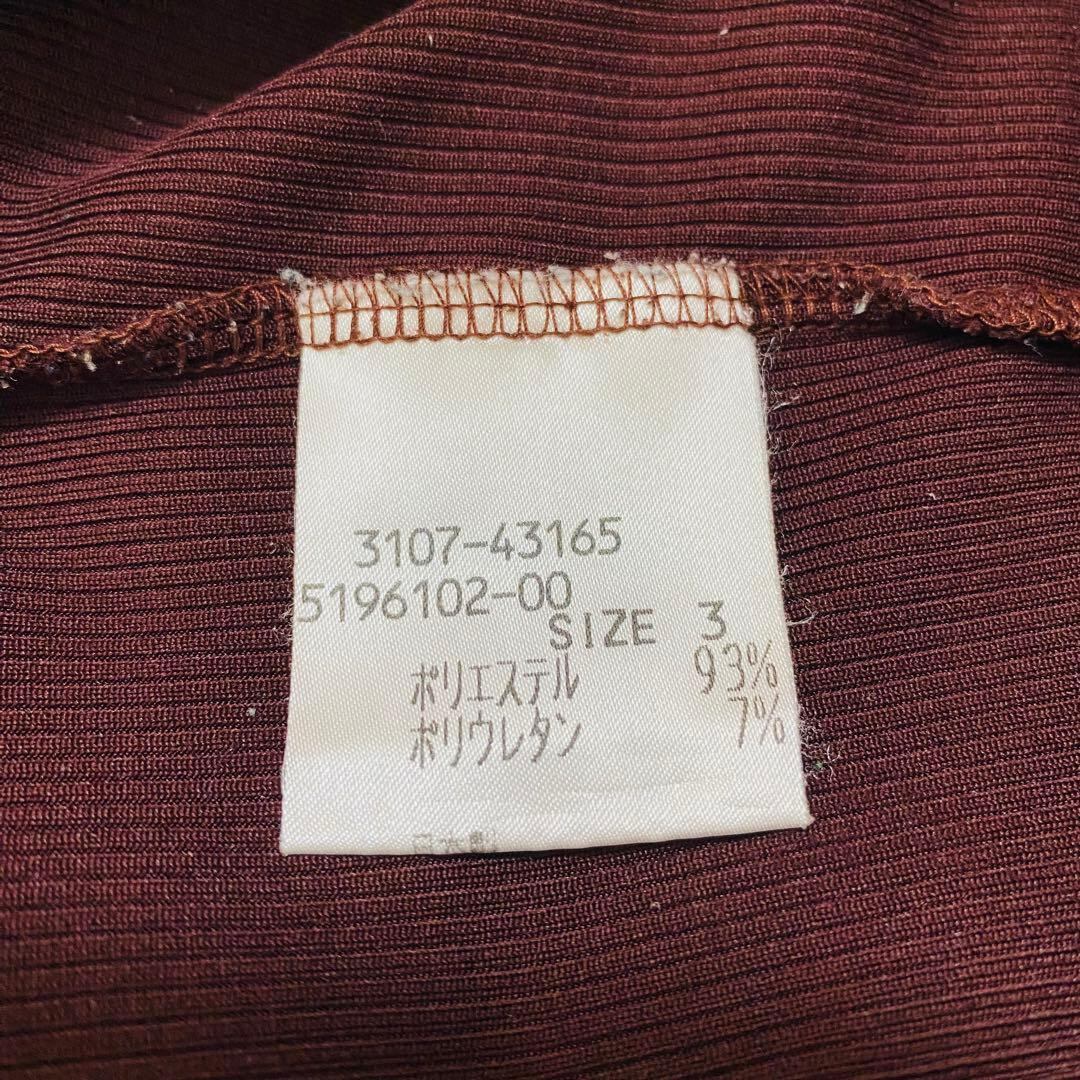 3107-43165
5196102-00
SIZE 3
ポリエステル 93%
ポリウレタン 7%